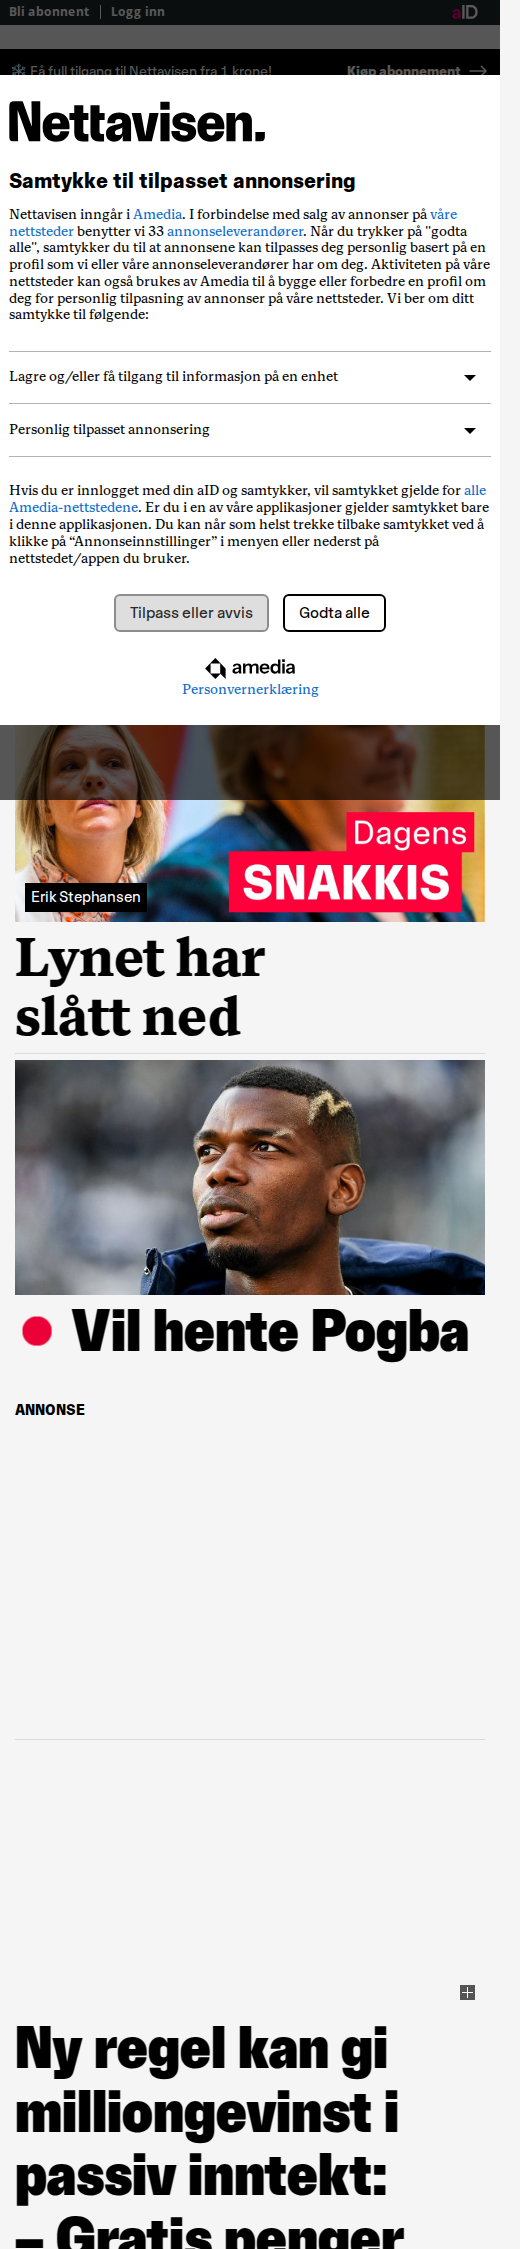 Bli abonnent | Logg inn
aID
Få full tilgang til Nettavisen fra 1 krone! Kjøp abonnement
Nettavisen.
Samtykke til tilpasset annonsering
Nettavisen inngår i Amedia. I forbindelse med salg av annonser på våre
nettsteder benytter vi 33 annonseleverandører. Når du trykker på "godta
alle", samtykker du til at annonsene kan tilpasses deg personlig basert på en
profil som vi eller våre annonseleverandører har om deg. Aktiviteten på våre
nettsteder kan også brukes av Amedia til å bygge eller forbedre en profil om
deg for personlig tilpasning av annonser på våre nettsteder. Vi ber om ditt
samtykke til følgende:
Lagre og/eller få tilgang til informasjon på en enhet
Personlig tilpasset annonsering
Hvis du er innlogget med din aID og samtykker, vil samtykket gjelde for alle
Amedia-nettstedene. Er du i en av våre applikasjoner gjelder samtykket bare
i denne applikasjonen. Du kan når som helst trekke tilbake samtykket ved å
klikke på “Annonseinnstillinger” i menyen eller nederst på
nettstedet/appen du bruker.
Tilpass eller avvis Godta alle
amedia
Personvernerklæring
Dagens
SNAKKIS
Erik Stephansen
Lynet har
slått ned
Vil hente Pogba
ANNONSE
Ny regel kan gi
milliongevinst i
passiv inntekt:
– Gratis penger